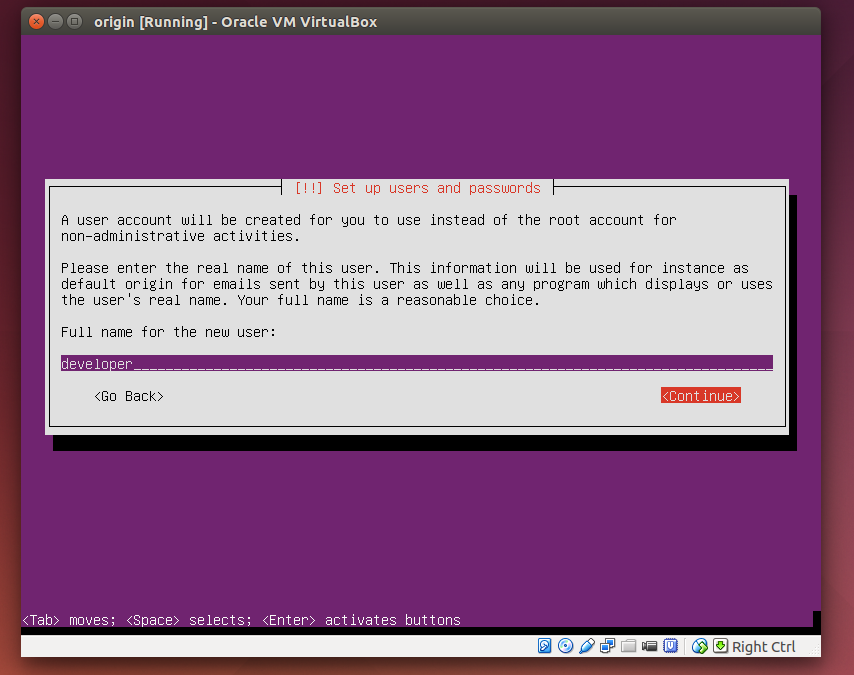 origin [Running] - Oracle VM VirtualBox
[!!] Set up users and passwords
A user account will be created for you to use instead of the root account for
non-administrative activities.
Please enter the real name of this user. This information will be used for instance as
default origin for emails sent by this user as well as any program which displays or uses
the user's real name. Your full name is a reasonable choice.
Full name for the new user:
developer
<Go Back> <Continue>
<Tab> moves; <Space> selects; <Enter> activates buttons
Right Ctrl